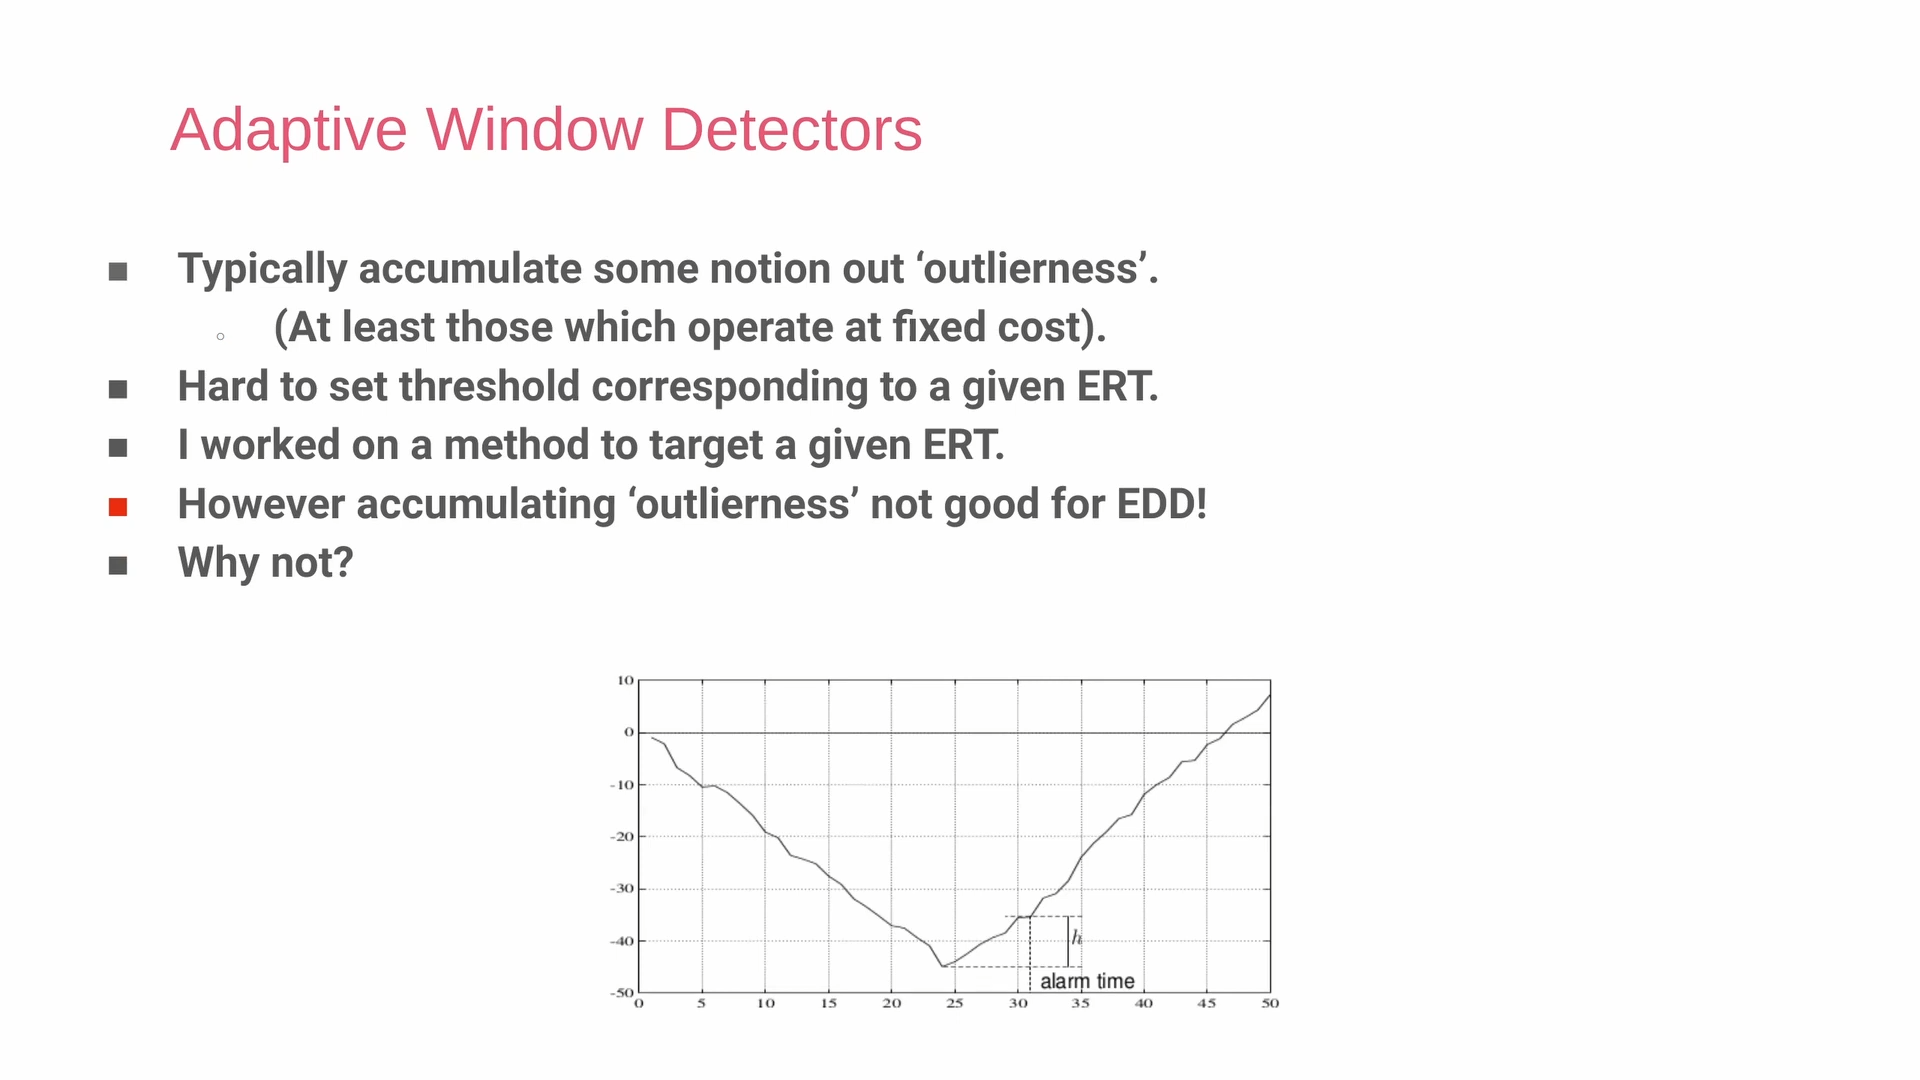 Adaptive Window Detectors
■ Typically accumulate some notion out ‘outlierness’.
○ (At least those which operate at fixed cost).
■ Hard to set threshold corresponding to a given ERT.
■ I worked on a method to target a given ERT.
■ However accumulating ‘outlierness’ not good for EDD!
■ Why not?
10
0
-10
-20
-30
-40
-50
h
alarm time
0 5 10 15 20 25 30 35 40 45 50